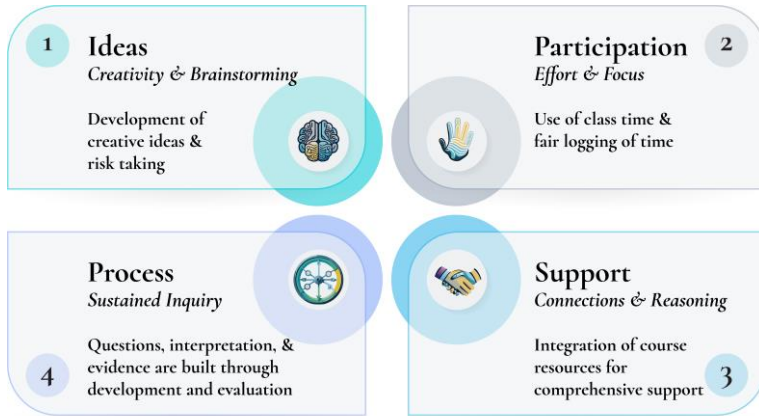 1
Ideas
Creativity & Brainstorming
Development of
creative ideas &
risk taking
2
Participation
Effort & Focus
Use of class time &
fair logging of time
3
Support
Connections & Reasoning
Integration of course
resources for
comprehensive support
4
Process
Sustained Inquiry
Questions, interpretation, &
evidence are built through
development and evaluation